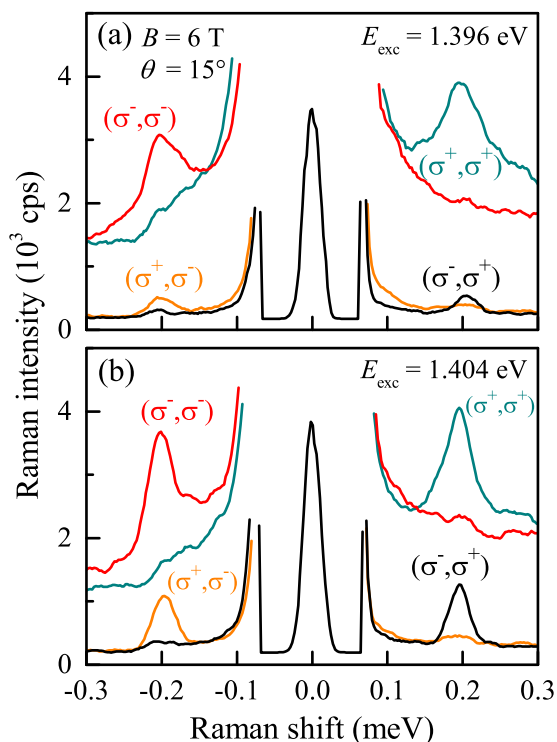 (a) B = 6 T E_exc = 1.396 eV
θ = 15°
4
(σ⁻,σ⁻)
(σ⁺,σ⁺)
2
(σ⁺,σ⁻) (σ⁻,σ⁺)
0
(b) E_exc = 1.404 eV
(σ⁻,σ⁻) (σ⁺,σ⁺)
4
2
(σ⁺,σ⁻) (σ⁻,σ⁺)
0
-0.3 -0.2 -0.1 0.0 0.1 0.2 0.3
Raman shift (meV)
Raman intensity (10³ cps)